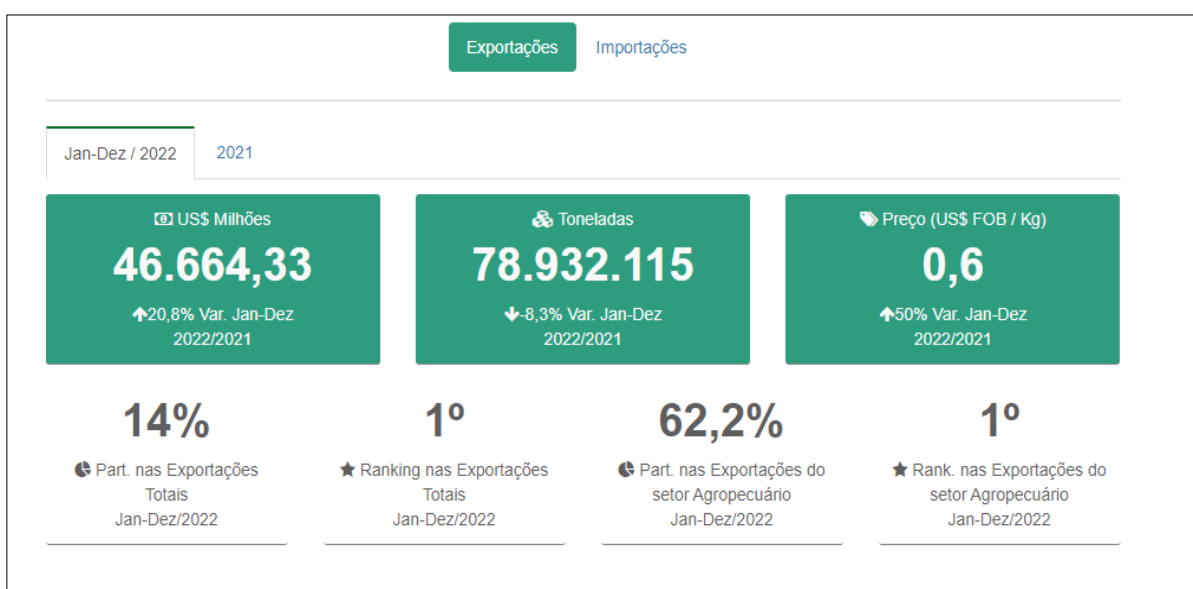 Exportações
Importações
Jan-Dez / 2022
2021
US$ Milhões
46.664,33
20,8% Var. Jan-Dez
2022/2021
Toneladas
78.932.115
-8,3% Var. Jan-Dez
2022/2021
Preço (US$ FOB / Kg)
0,6
50% Var. Jan-Dez
2022/2021
14%
Part. nas Exportações
Totais
Jan-Dez/2022
1º
Ranking nas Exportações
Totais
Jan-Dez/2022
62,2%
Part. nas Exportações do
setor Agropecuário
Jan-Dez/2022
1º
Rank. nas Exportações do
setor Agropecuário
Jan-Dez/2022